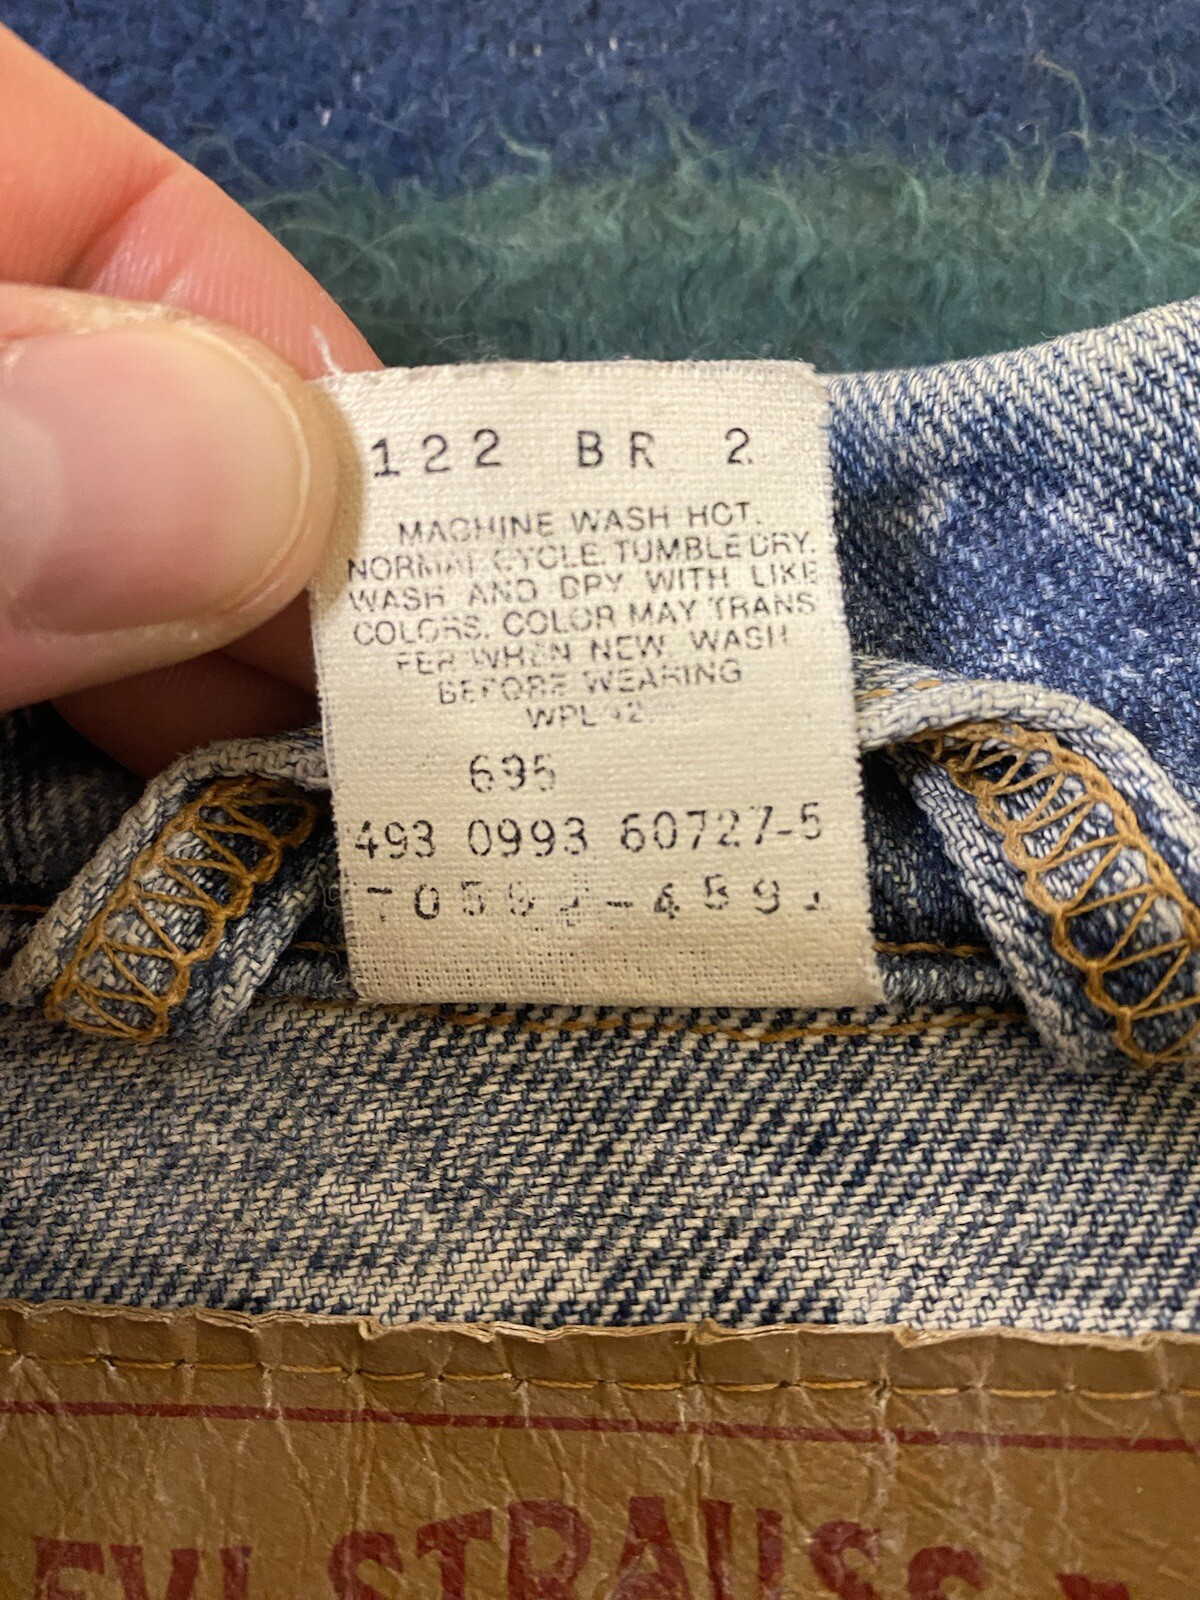 122 BR 2
MACHINE WASH HOT.
NORMAL CYCLE. TUMBLE DRY.
WASH AND DRY WITH LIKE
COLORS. COLOR MAY TRANS
FER WHEN NEW. WASH
BEFORE WEARING
695
493 0993 60727-5
EVI STRAUSS